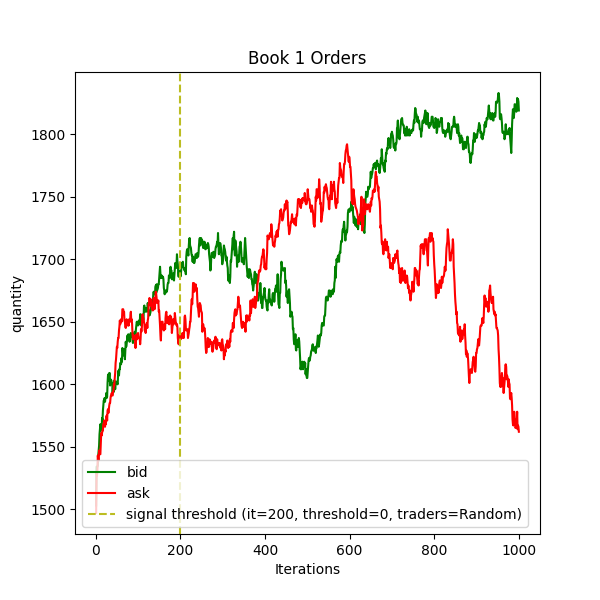 Book 1 Orders
quantity
1800
1750
1700
1650
1600
1550
1500
bid
ask
signal threshold (it=200, threshold=0, traders=Random)
0 200 400 600 800 1000
Iterations